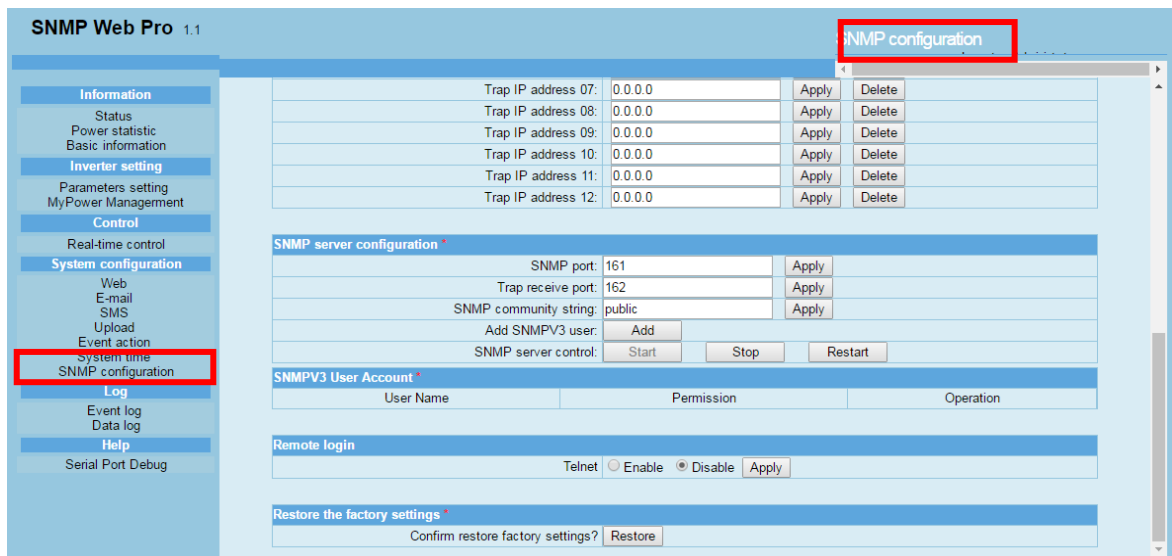 SNMP Web Pro 1.1
SNMP configuration
Information
Status
Power statistic
Basic information
Inverter setting
Parameters setting
MyPower Management
Control
Real-time control
System configuration
Web
E-mail
SMS
Upload
Event action
System time
SNMP configuration
Log
Event log
Data log
Help
Serial Port Debug
Trap IP address 07: 0.0.0.0 Apply Delete
Trap IP address 08: 0.0.0.0 Apply Delete
Trap IP address 09: 0.0.0.0 Apply Delete
Trap IP address 10: 0.0.0.0 Apply Delete
Trap IP address 11: 0.0.0.0 Apply Delete
Trap IP address 12: 0.0.0.0 Apply Delete
SNMP server configuration *
SNMP port: 161 Apply
Trap receive port: 162 Apply
SNMP community string: public Apply
Add SNMPV3 user: Add
SNMP server control: Start Stop Restart
SNMPV3 User Account *
User Name Permission Operation
Remote login
Telnet Enable Disable Apply
Restore the factory settings *
Confirm restore factory settings? Restore